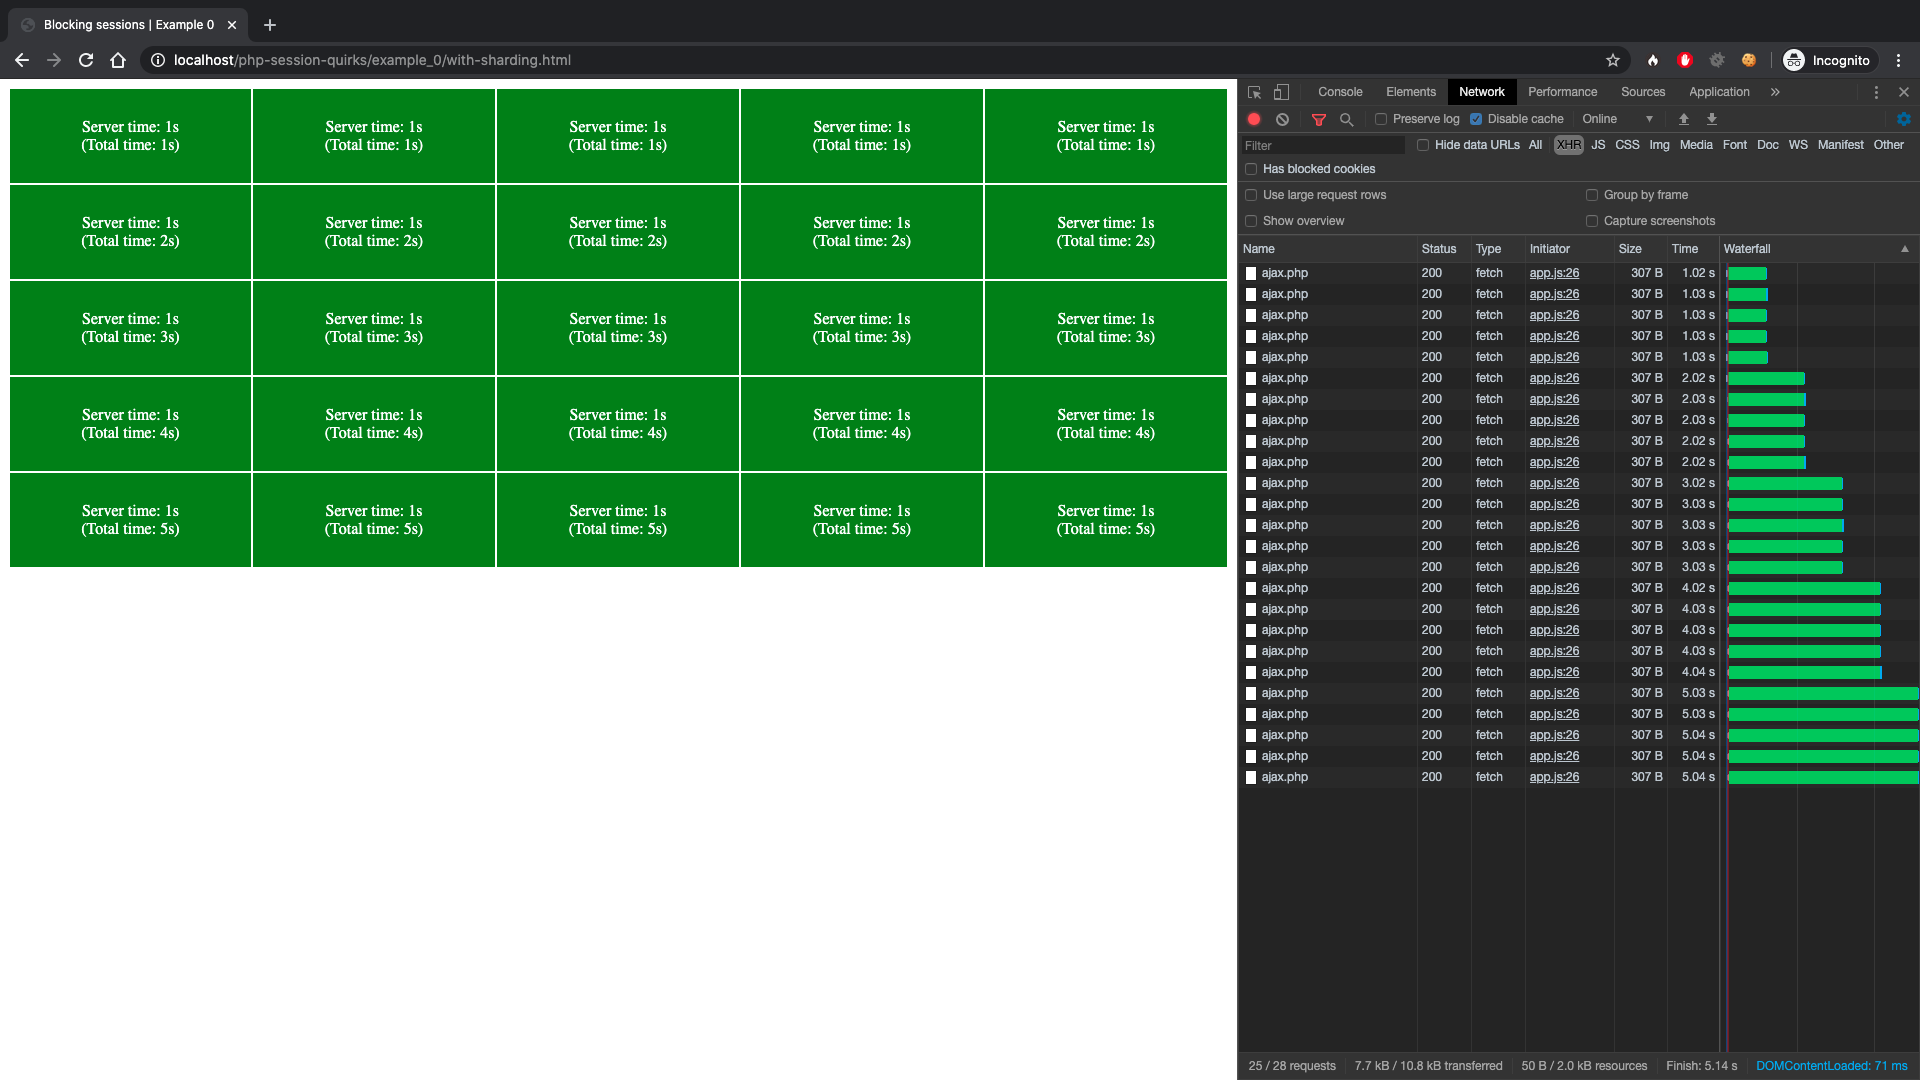 Blocking sessions | Example 0
localhost/php-session-quirks/example_0/with-sharding.html
Incognito
Server time: 1s Server time: 1s Server time: 1s Server time: 1s Server time: 1s
(Total time: 1s) (Total time: 1s) (Total time: 1s) (Total time: 1s) (Total time: 1s)
Server time: 1s Server time: 1s Server time: 1s Server time: 1s Server time: 1s
(Total time: 2s) (Total time: 2s) (Total time: 2s) (Total time: 2s) (Total time: 2s)
Server time: 1s Server time: 1s Server time: 1s Server time: 1s Server time: 1s
(Total time: 3s) (Total time: 3s) (Total time: 3s) (Total time: 3s) (Total time: 3s)
Server time: 1s Server time: 1s Server time: 1s Server time: 1s Server time: 1s
(Total time: 4s) (Total time: 4s) (Total time: 4s) (Total time: 4s) (Total time: 4s)
Server time: 1s Server time: 1s Server time: 1s Server time: 1s Server time: 1s
(Total time: 5s) (Total time: 5s) (Total time: 5s) (Total time: 5s) (Total time: 5s)
Console Elements Network Performance Sources Application
Preserve log Disable cache Online
Filter Hide data URLs All XHR JS CSS Img Media Font Doc WS Manifest Other
Has blocked cookies
Use large request rows Group by frame
Show overview Capture screenshots
Name Status Type Initiator Size Time Waterfall
ajax.php 200 fetch app.js:26 307 B 1.02 s
ajax.php 200 fetch app.js:26 307 B 1.03 s
ajax.php 200 fetch app.js:26 307 B 1.03 s
ajax.php 200 fetch app.js:26 307 B 1.03 s
ajax.php 200 fetch app.js:26 307 B 1.03 s
ajax.php 200 fetch app.js:26 307 B 2.02 s
ajax.php 200 fetch app.js:26 307 B 2.03 s
ajax.php 200 fetch app.js:26 307 B 2.03 s
ajax.php 200 fetch app.js:26 307 B 2.02 s
ajax.php 200 fetch app.js:26 307 B 2.02 s
ajax.php 200 fetch app.js:26 307 B 3.02 s
ajax.php 200 fetch app.js:26 307 B 3.03 s
ajax.php 200 fetch app.js:26 307 B 3.03 s
ajax.php 200 fetch app.js:26 307 B 3.03 s
ajax.php 200 fetch app.js:26 307 B 3.03 s
ajax.php 200 fetch app.js:26 307 B 4.02 s
ajax.php 200 fetch app.js:26 307 B 4.03 s
ajax.php 200 fetch app.js:26 307 B 4.03 s
ajax.php 200 fetch app.js:26 307 B 4.03 s
ajax.php 200 fetch app.js:26 307 B 4.04 s
ajax.php 200 fetch app.js:26 307 B 5.03 s
ajax.php 200 fetch app.js:26 307 B 5.03 s
ajax.php 200 fetch app.js:26 307 B 5.04 s
ajax.php 200 fetch app.js:26 307 B 5.04 s
ajax.php 200 fetch app.js:26 307 B 5.04 s
25 / 28 requests 7.7 kB / 10.8 kB transferred 50 B / 2.0 kB resources Finish: 5.14 s DOMContentLoaded: 71 ms